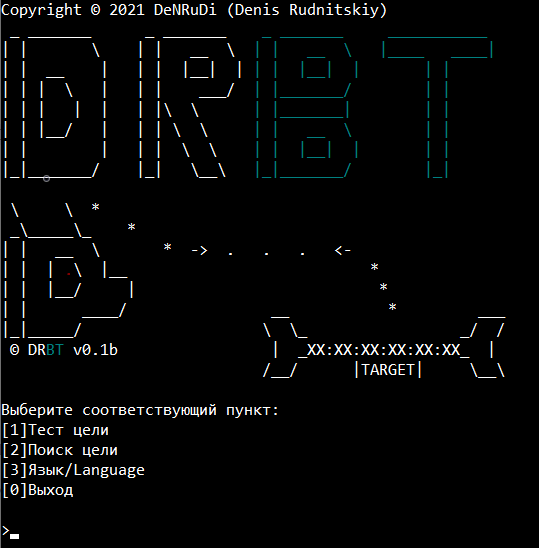 Copyright © 2021 DeNRuDi (Denis Rudnitskiy)
DRBT
© DRBT v0.1b
_XX:XX:XX:XX:XX:XX_
|TARGET|
Выберите соответствующий пункт:
[1]Тест цели
[2]Поиск цели
[3]Язык/Language
[0]Выход
>_